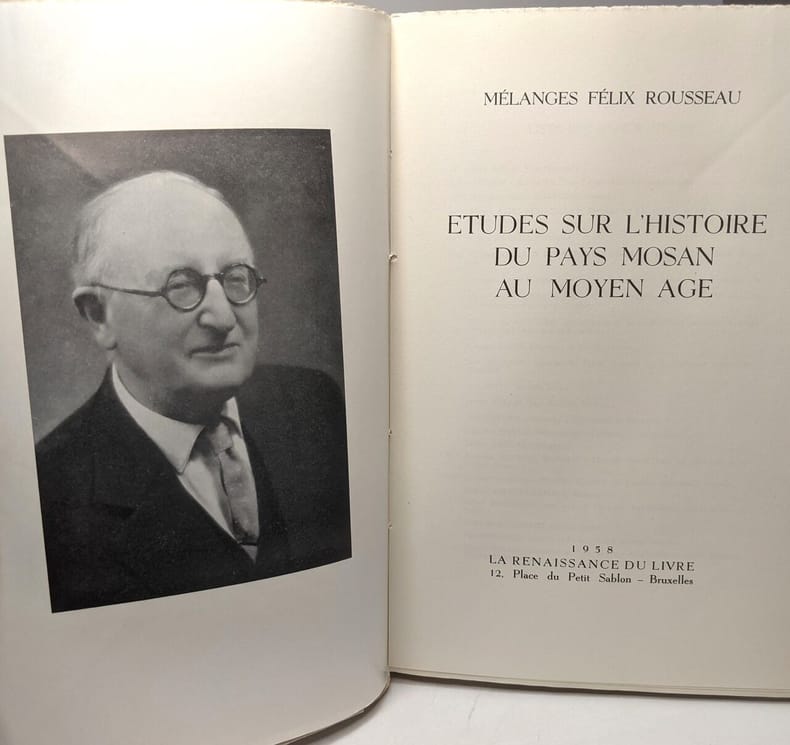 MÉLANGES FÉLIX ROUSSEAU
ETUDES SUR L'HISTOIRE
DU PAYS MOSAN
AU MOYEN AGE
1958
LA RENAISSANCE DU LIVRE
12, Place du Petit Sablon – Bruxelles